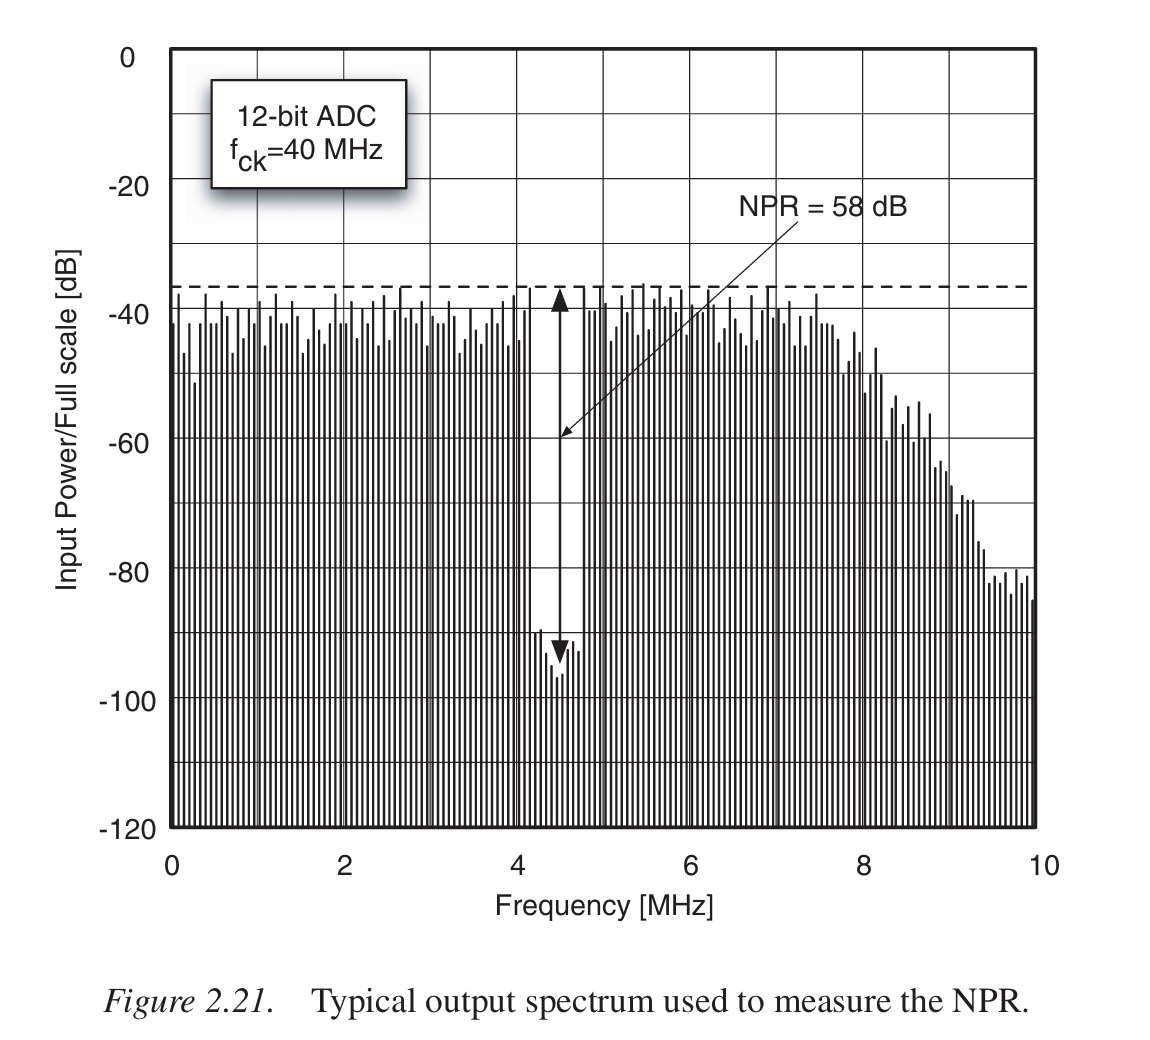 0
12-bit ADC
fck=40 MHz
-20
NPR = 58 dB
-40
-60
-80
-100
-120
Input Power/Full scale [dB]
0 2 4 6 8 10
Frequency [MHz]
Figure 2.21. Typical output spectrum used to measure the NPR.